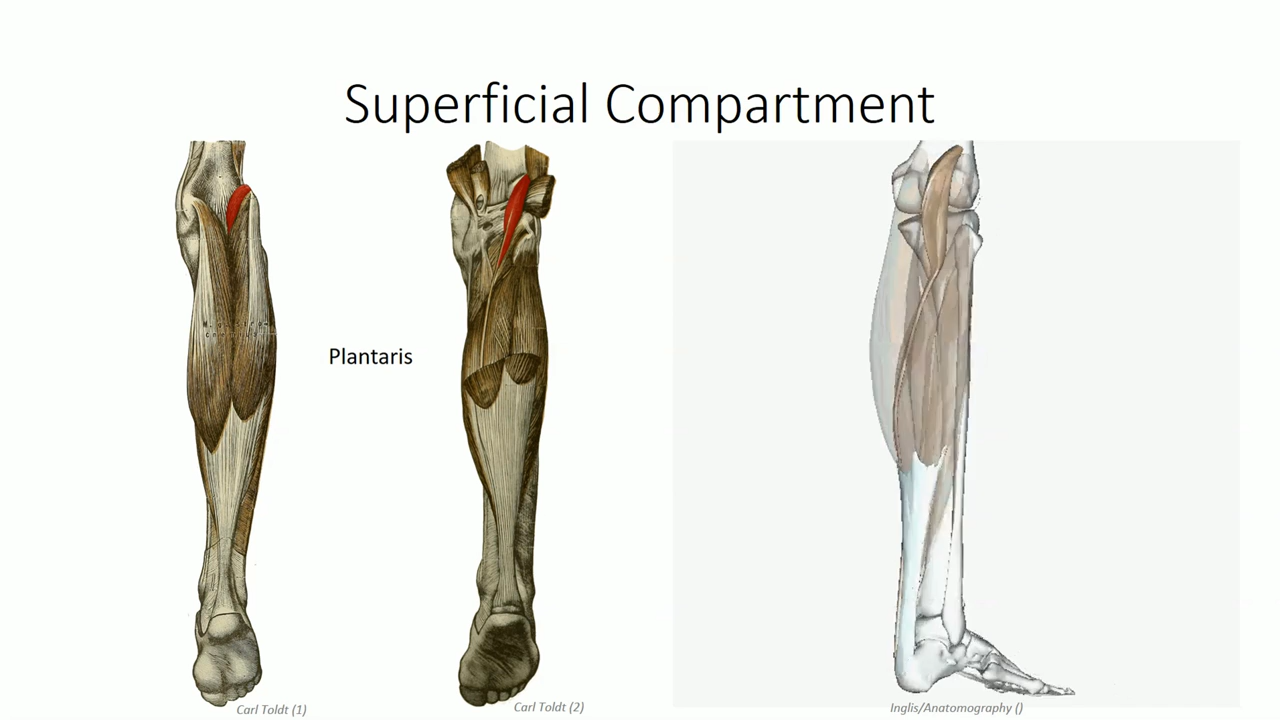 Superficial Compartment
Plantaris
Carl Toldt (1)
Carl Toldt (2)
Inglis/Anatomography ()